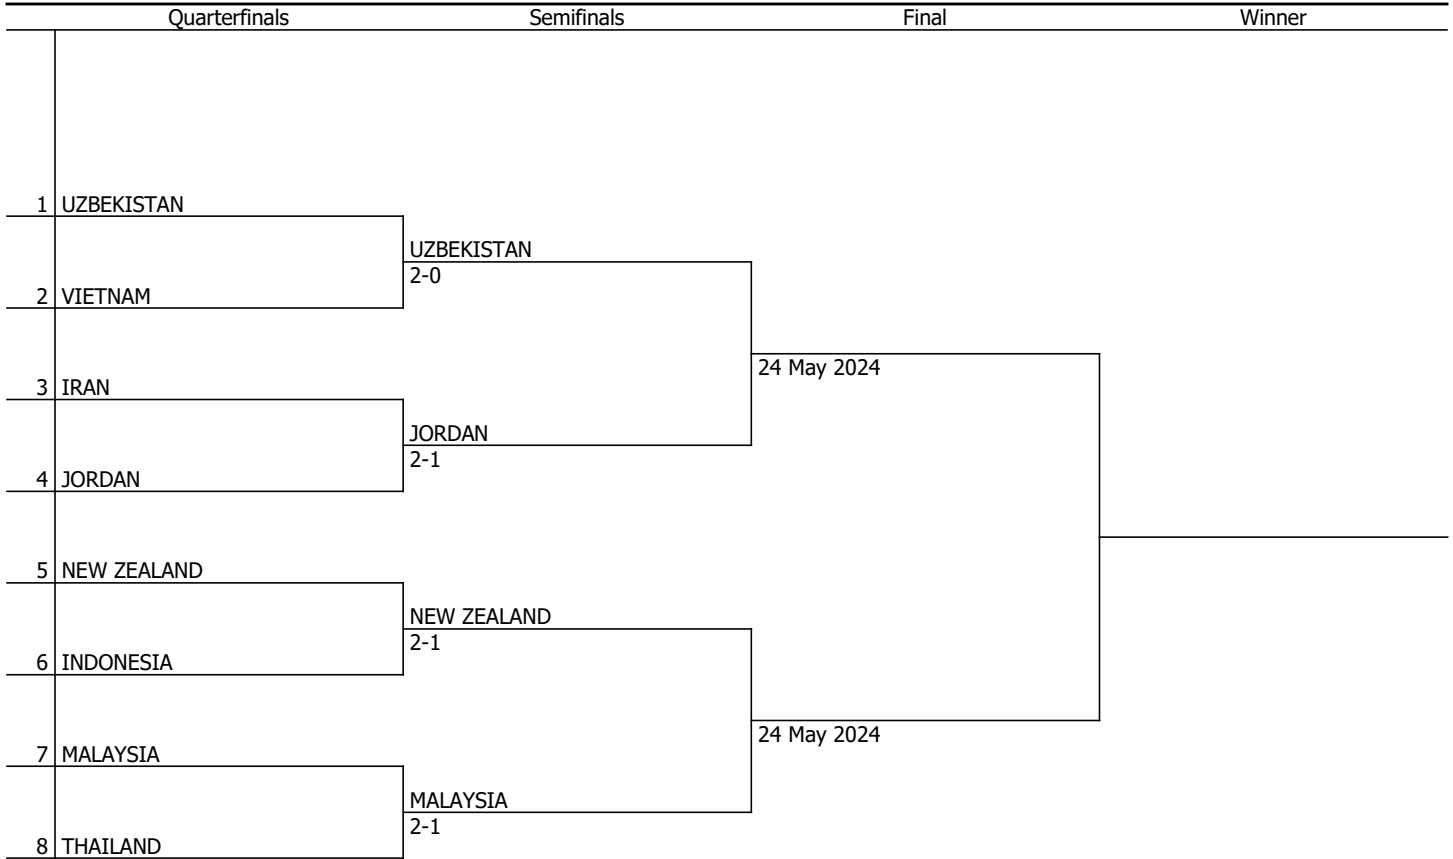 Quarterfinals Semifinals Final Winner
1 UZBEKISTAN
UZBEKISTAN
2-0
2 VIETNAM
24 May 2024
3 IRAN
JORDAN
2-1
4 JORDAN
5 NEW ZEALAND
NEW ZEALAND
2-1
6 INDONESIA
24 May 2024
7 MALAYSIA
MALAYSIA
2-1
8 THAILAND